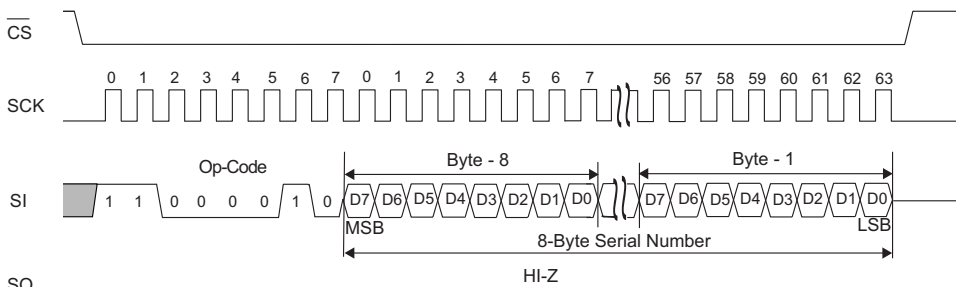 CS
0 1 2 3 4 5 6 7 0 1 2 3 4 5 6 7 56 57 58 59 60 61 62 63
SCK
Op-Code Byte - 8 Byte - 1
SI 1 1 0 0 0 0 1 0 D7 D6 D5 D4 D3 D2 D1 D0 D7 D6 D5 D4 D3 D2 D1 D0
MSB LSB
8-Byte Serial Number
HI-Z
SO